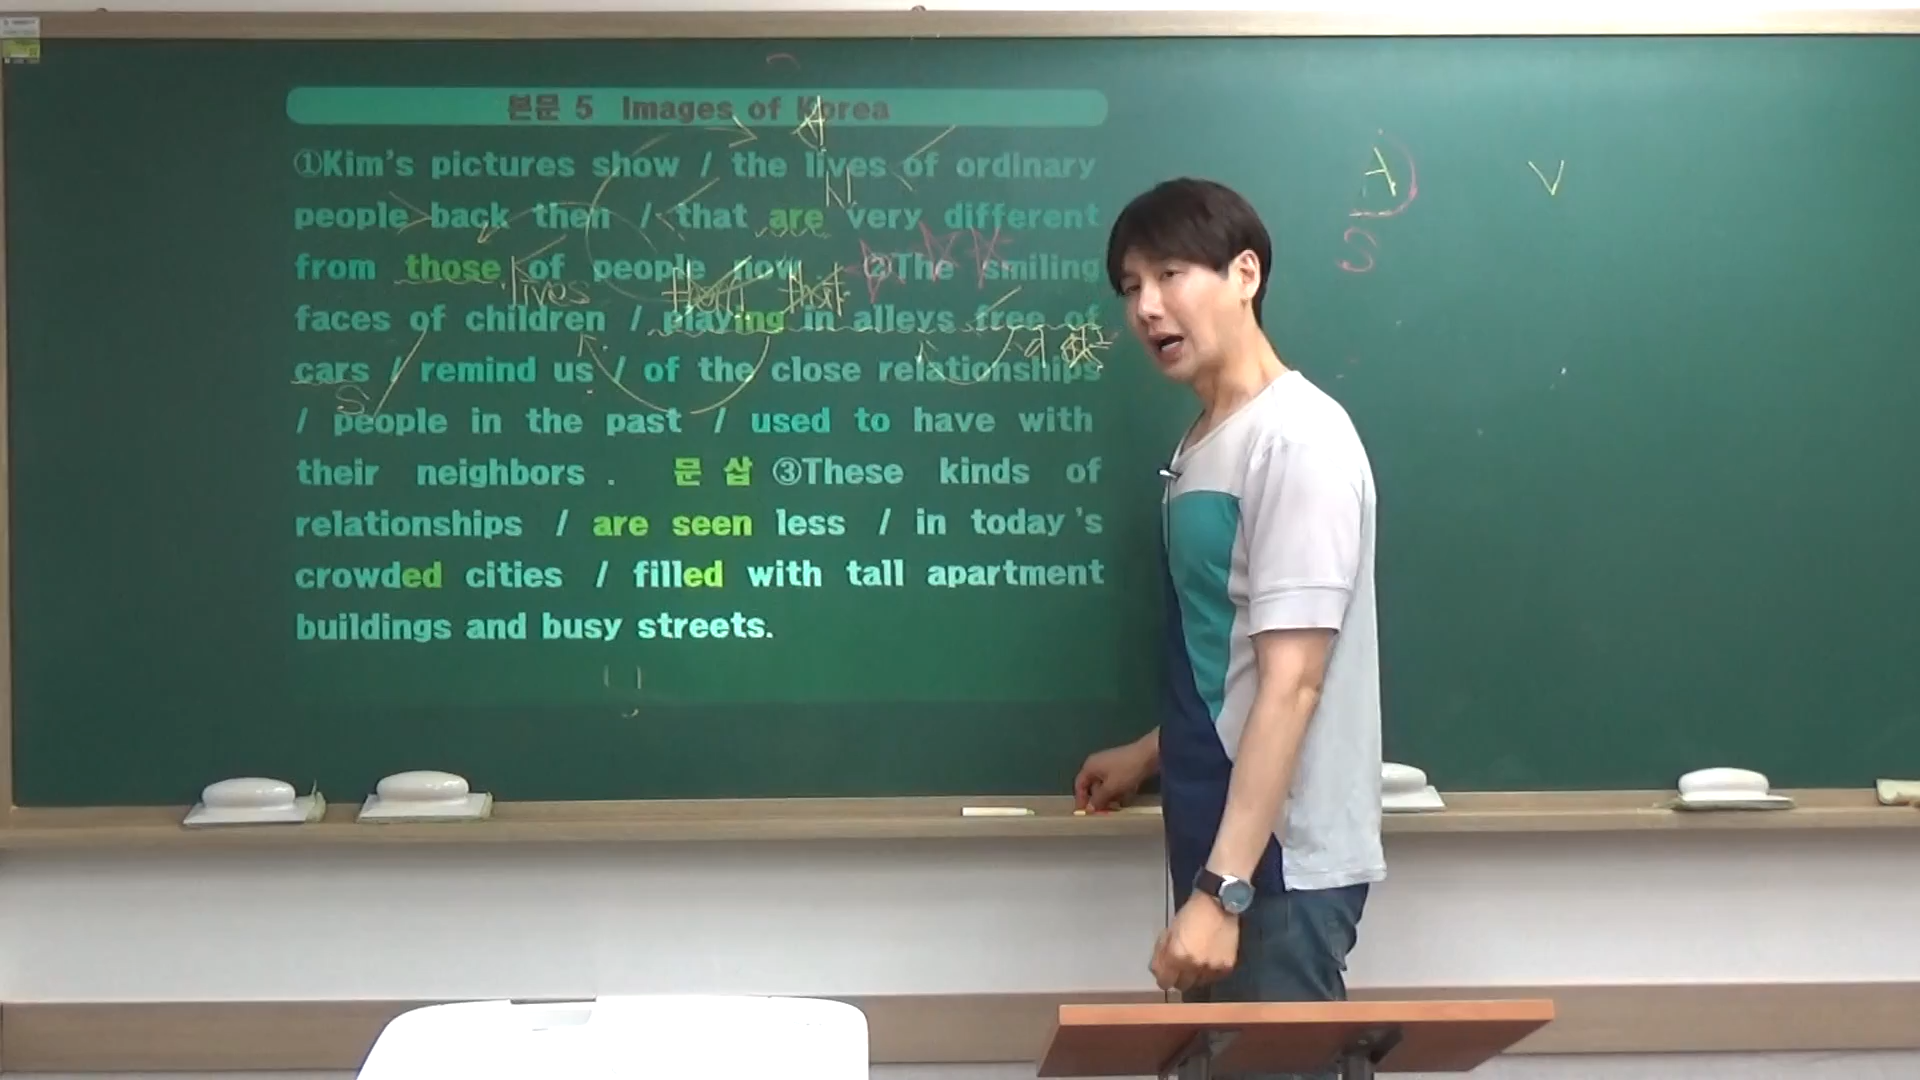 본문 5 Images of Korea
①Kim's pictures show / the lives of ordinary
people back then / that are very different
from those of people now . ②The smiling
lives
faces of children / playing in alleys free of
cars / remind us / of the close relationships
S
/ people in the past / used to have with
their neighbors . 문 삽 ③These kinds of
relationships / are seen less / in today's
crowded cities / filled with tall apartment
buildings and busy streets.
A V
S